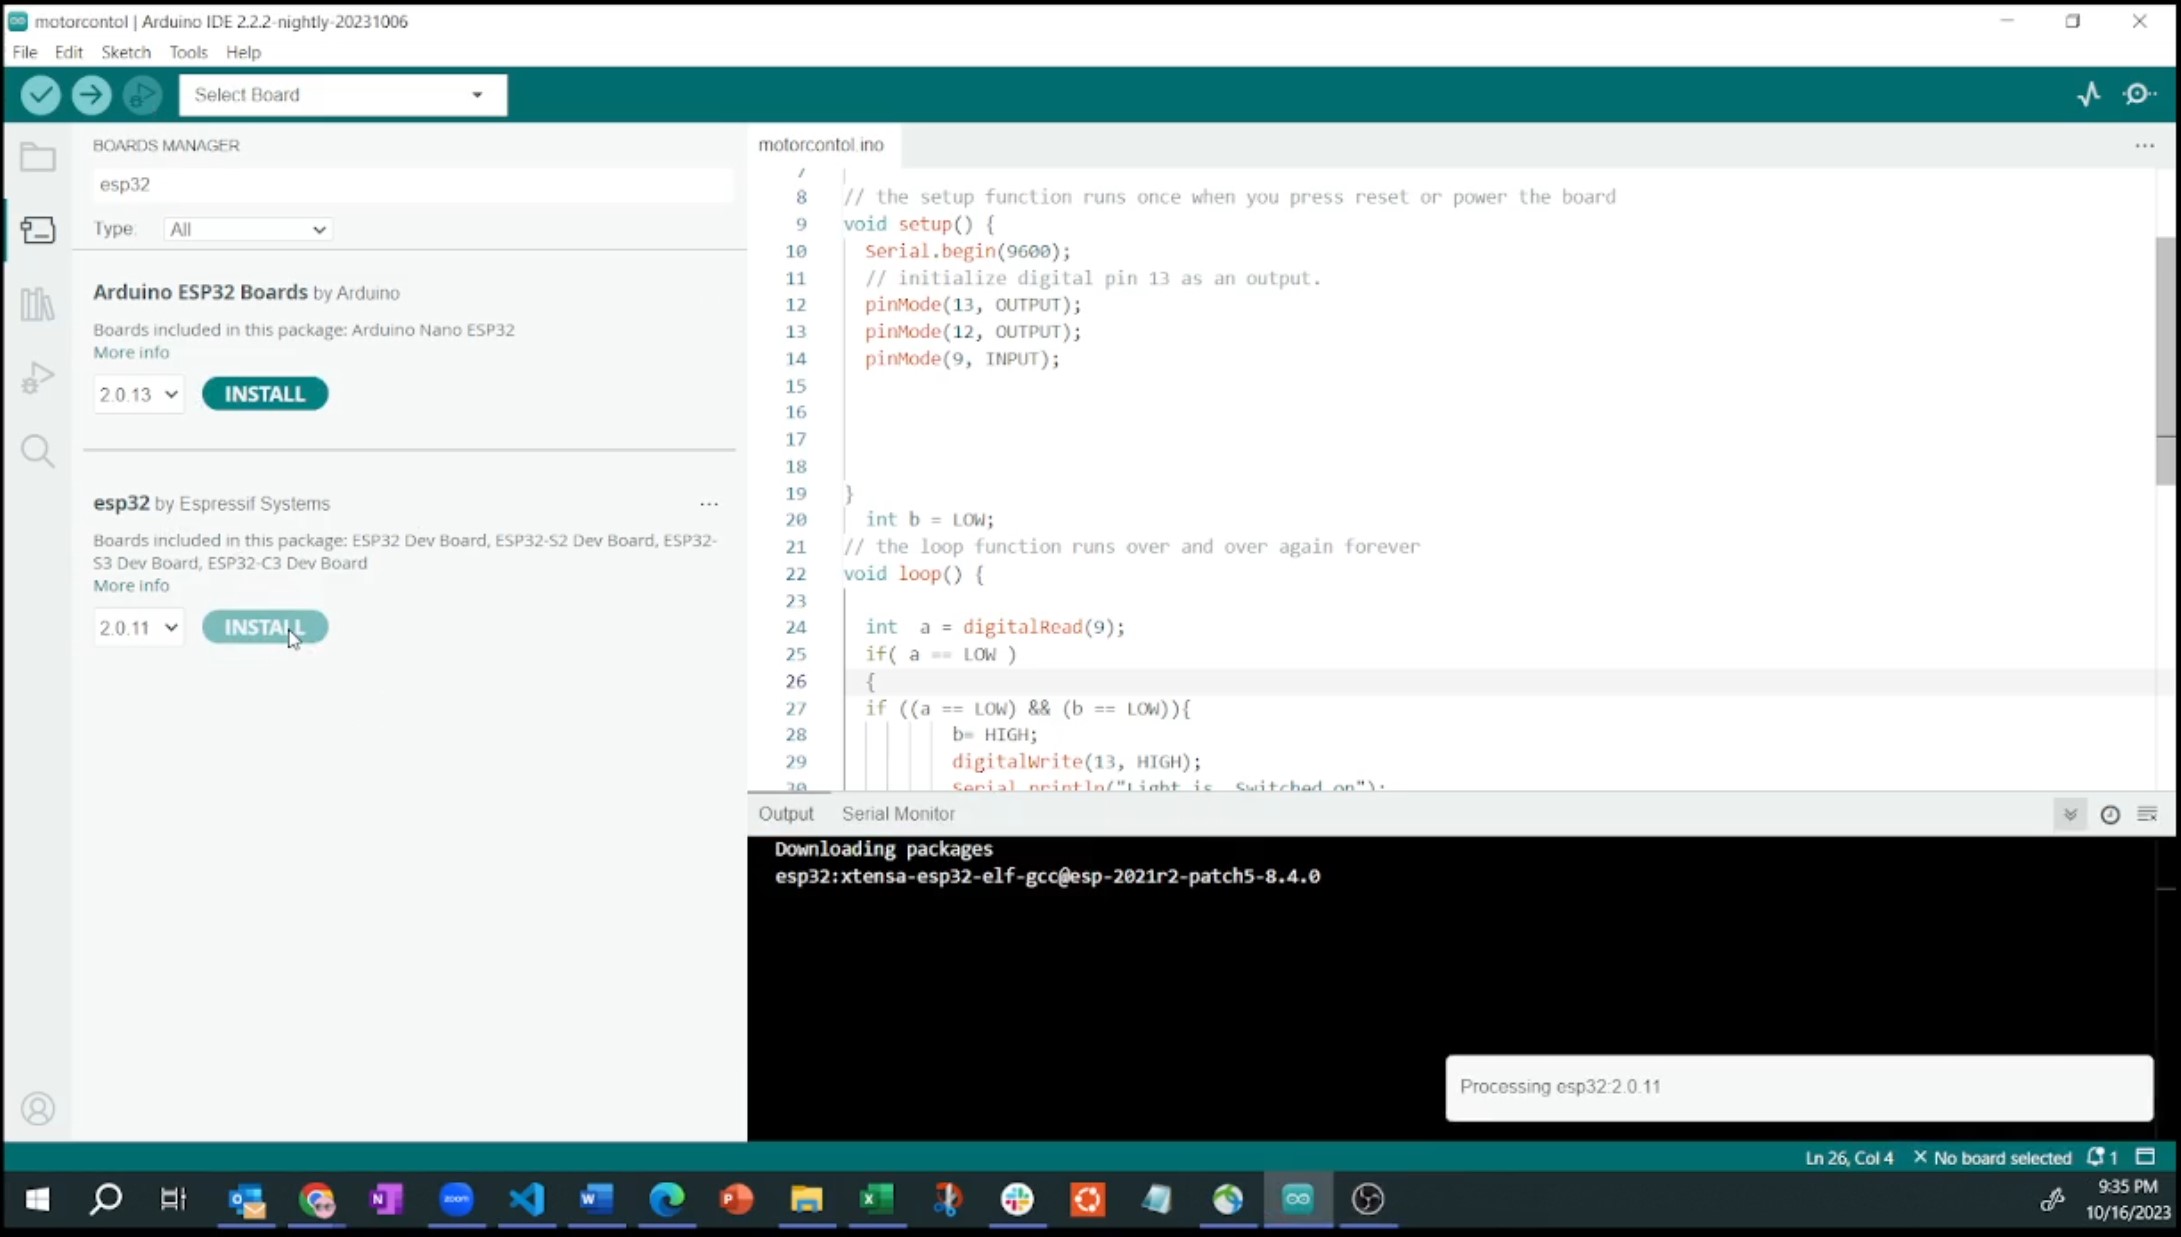 motorcontol | Arduino IDE 2.2.2-nightly-20231006
File Edit Sketch Tools Help
Select Board
BOARDS MANAGER
esp32
Type: All
Arduino ESP32 Boards by Arduino
Boards included in this package: Arduino Nano ESP32
More info
2.0.13 INSTALL
esp32 by Espressif Systems
Boards included in this package: ESP32 Dev Board, ESP32-S2 Dev Board, ESP32-
S3 Dev Board, ESP32-C3 Dev Board
More info
2.0.11 INSTALL
motorcontol.ino
7
8 // the setup function runs once when you press reset or power the board
9 void setup() {
10 Serial.begin(9600);
11 // initialize digital pin 13 as an output.
12 pinMode(13, OUTPUT);
13 pinMode(12, OUTPUT);
14 pinMode(9, INPUT);
15
16
17
18
19 }
20 int b = LOW;
21 // the loop function runs over and over again forever
22 void loop() {
23
24 int  a = digitalRead(9);
25 if( a == LOW )
26 {
27 if ((a == LOW) && (b == LOW)){
28 b= HIGH;
29 digitalWrite(13, HIGH);
30 Serial.println("Light is  Switched on");
Output Serial Monitor
Downloading packages
esp32:xtensa-esp32-elf-gcc@esp-2021r2-patch5-8.4.0
Processing esp32:2.0.11
Ln 26, Col 4 × No board selected 1
zoom
9:35 PM
10/16/2023